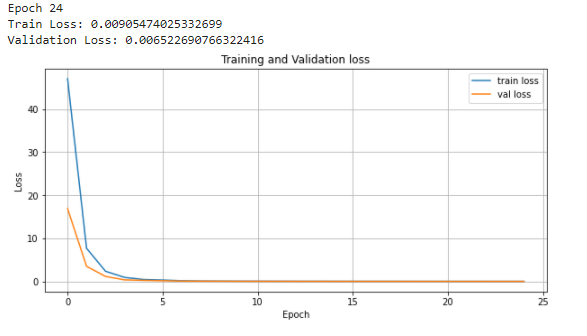 Epoch 24
Train Loss: 0.00905474025332699
Validation Loss: 0.006522690766322416
Training and Validation loss
train loss
val loss
40
30
20
10
0
Loss
0
5
10
15
20
25
Epoch